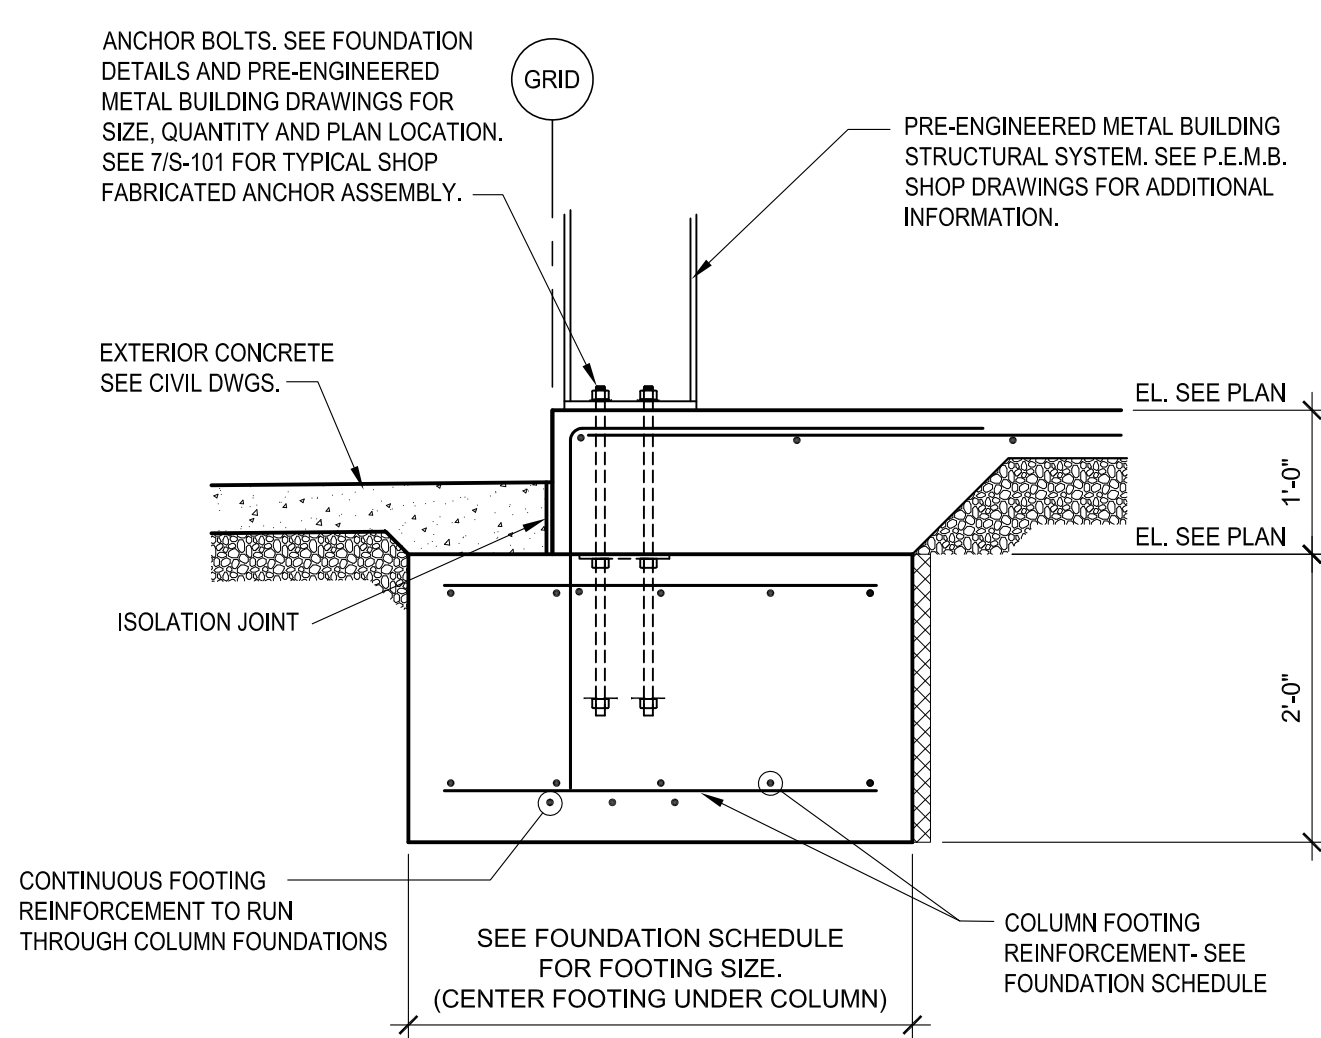 ANCHOR BOLTS. SEE FOUNDATION
DETAILS AND PRE-ENGINEERED
METAL BUILDING DRAWINGS FOR
SIZE, QUANTITY AND PLAN LOCATION.
SEE 7/S-101 FOR TYPICAL SHOP
FABRICATED ANCHOR ASSEMBLY.
GRID
PRE-ENGINEERED METAL BUILDING
STRUCTURAL SYSTEM. SEE P.E.M.B.
SHOP DRAWINGS FOR ADDITIONAL
INFORMATION.
EXTERIOR CONCRETE
SEE CIVIL DWGS.
EL. SEE PLAN
1'-0"
EL. SEE PLAN
ISOLATION JOINT
2'-0"
CONTINUOUS FOOTING
REINFORCEMENT TO RUN
THROUGH COLUMN FOUNDATIONS
SEE FOUNDATION SCHEDULE
FOR FOOTING SIZE.
(CENTER FOOTING UNDER COLUMN)
COLUMN FOOTING
REINFORCEMENT- SEE
FOUNDATION SCHEDULE